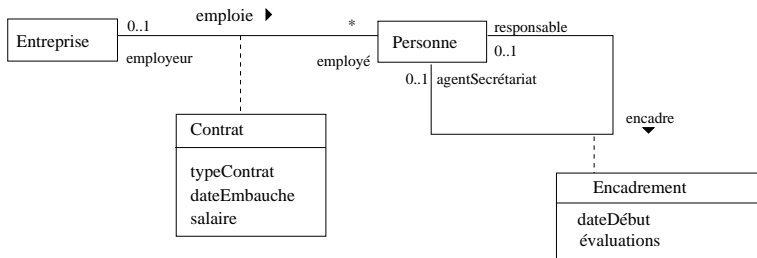 emploie
0..1
*
Entreprise
Personne
responsable
0..1
employeur
employé
0..1
agentSecrétariat
encadre
Contrat
typeContrat
dateEmbauche
salaire
Encadrement
dateDébut
évaluations